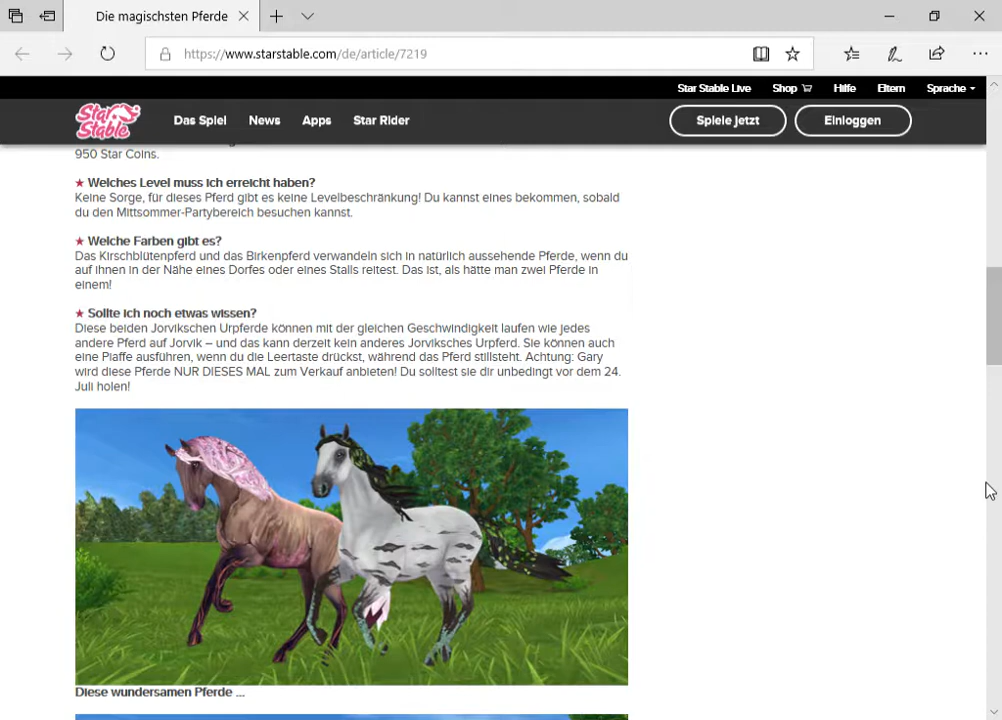 Die magischsten Pferde
https://www.starstable.com/de/article/7219
Star Stable Live Shop Hilfe Eltern Sprache
Star Stable
Das Spiel News Apps Star Rider Spiele jetzt Einloggen
950 Star Coins.
★ Welches Level muss ich erreicht haben?
Keine Sorge, für dieses Pferd gibt es keine Levelbeschränkung! Du kannst eines bekommen, sobald
du den Mittsommer-Partybereich besuchen kannst.
★ Welche Farben gibt es?
Das Kirschblütenpferd und das Birkenpferd verwandeln sich in natürlich aussehende Pferde, wenn du
auf ihnen in der Nähe eines Dorfes oder eines Stalls reitest. Das ist, als hätte man zwei Pferde in
einem!
★ Sollte ich noch etwas wissen?
Diese beiden Jorvikschen Urpferde können mit der gleichen Geschwindigkeit laufen wie jedes
andere Pferd auf Jorvik – und das kann derzeit kein anderes Jorviksches Urpferd. Sie können auch
eine Piaffe ausführen, wenn du die Leertaste drückst, während das Pferd stillsteht. Achtung: Gary
wird diese Pferde NUR DIESES MAL zum Verkauf anbieten! Du solltest sie dir unbedingt vor dem 24.
Juli holen!
Diese wundersamen Pferde ...